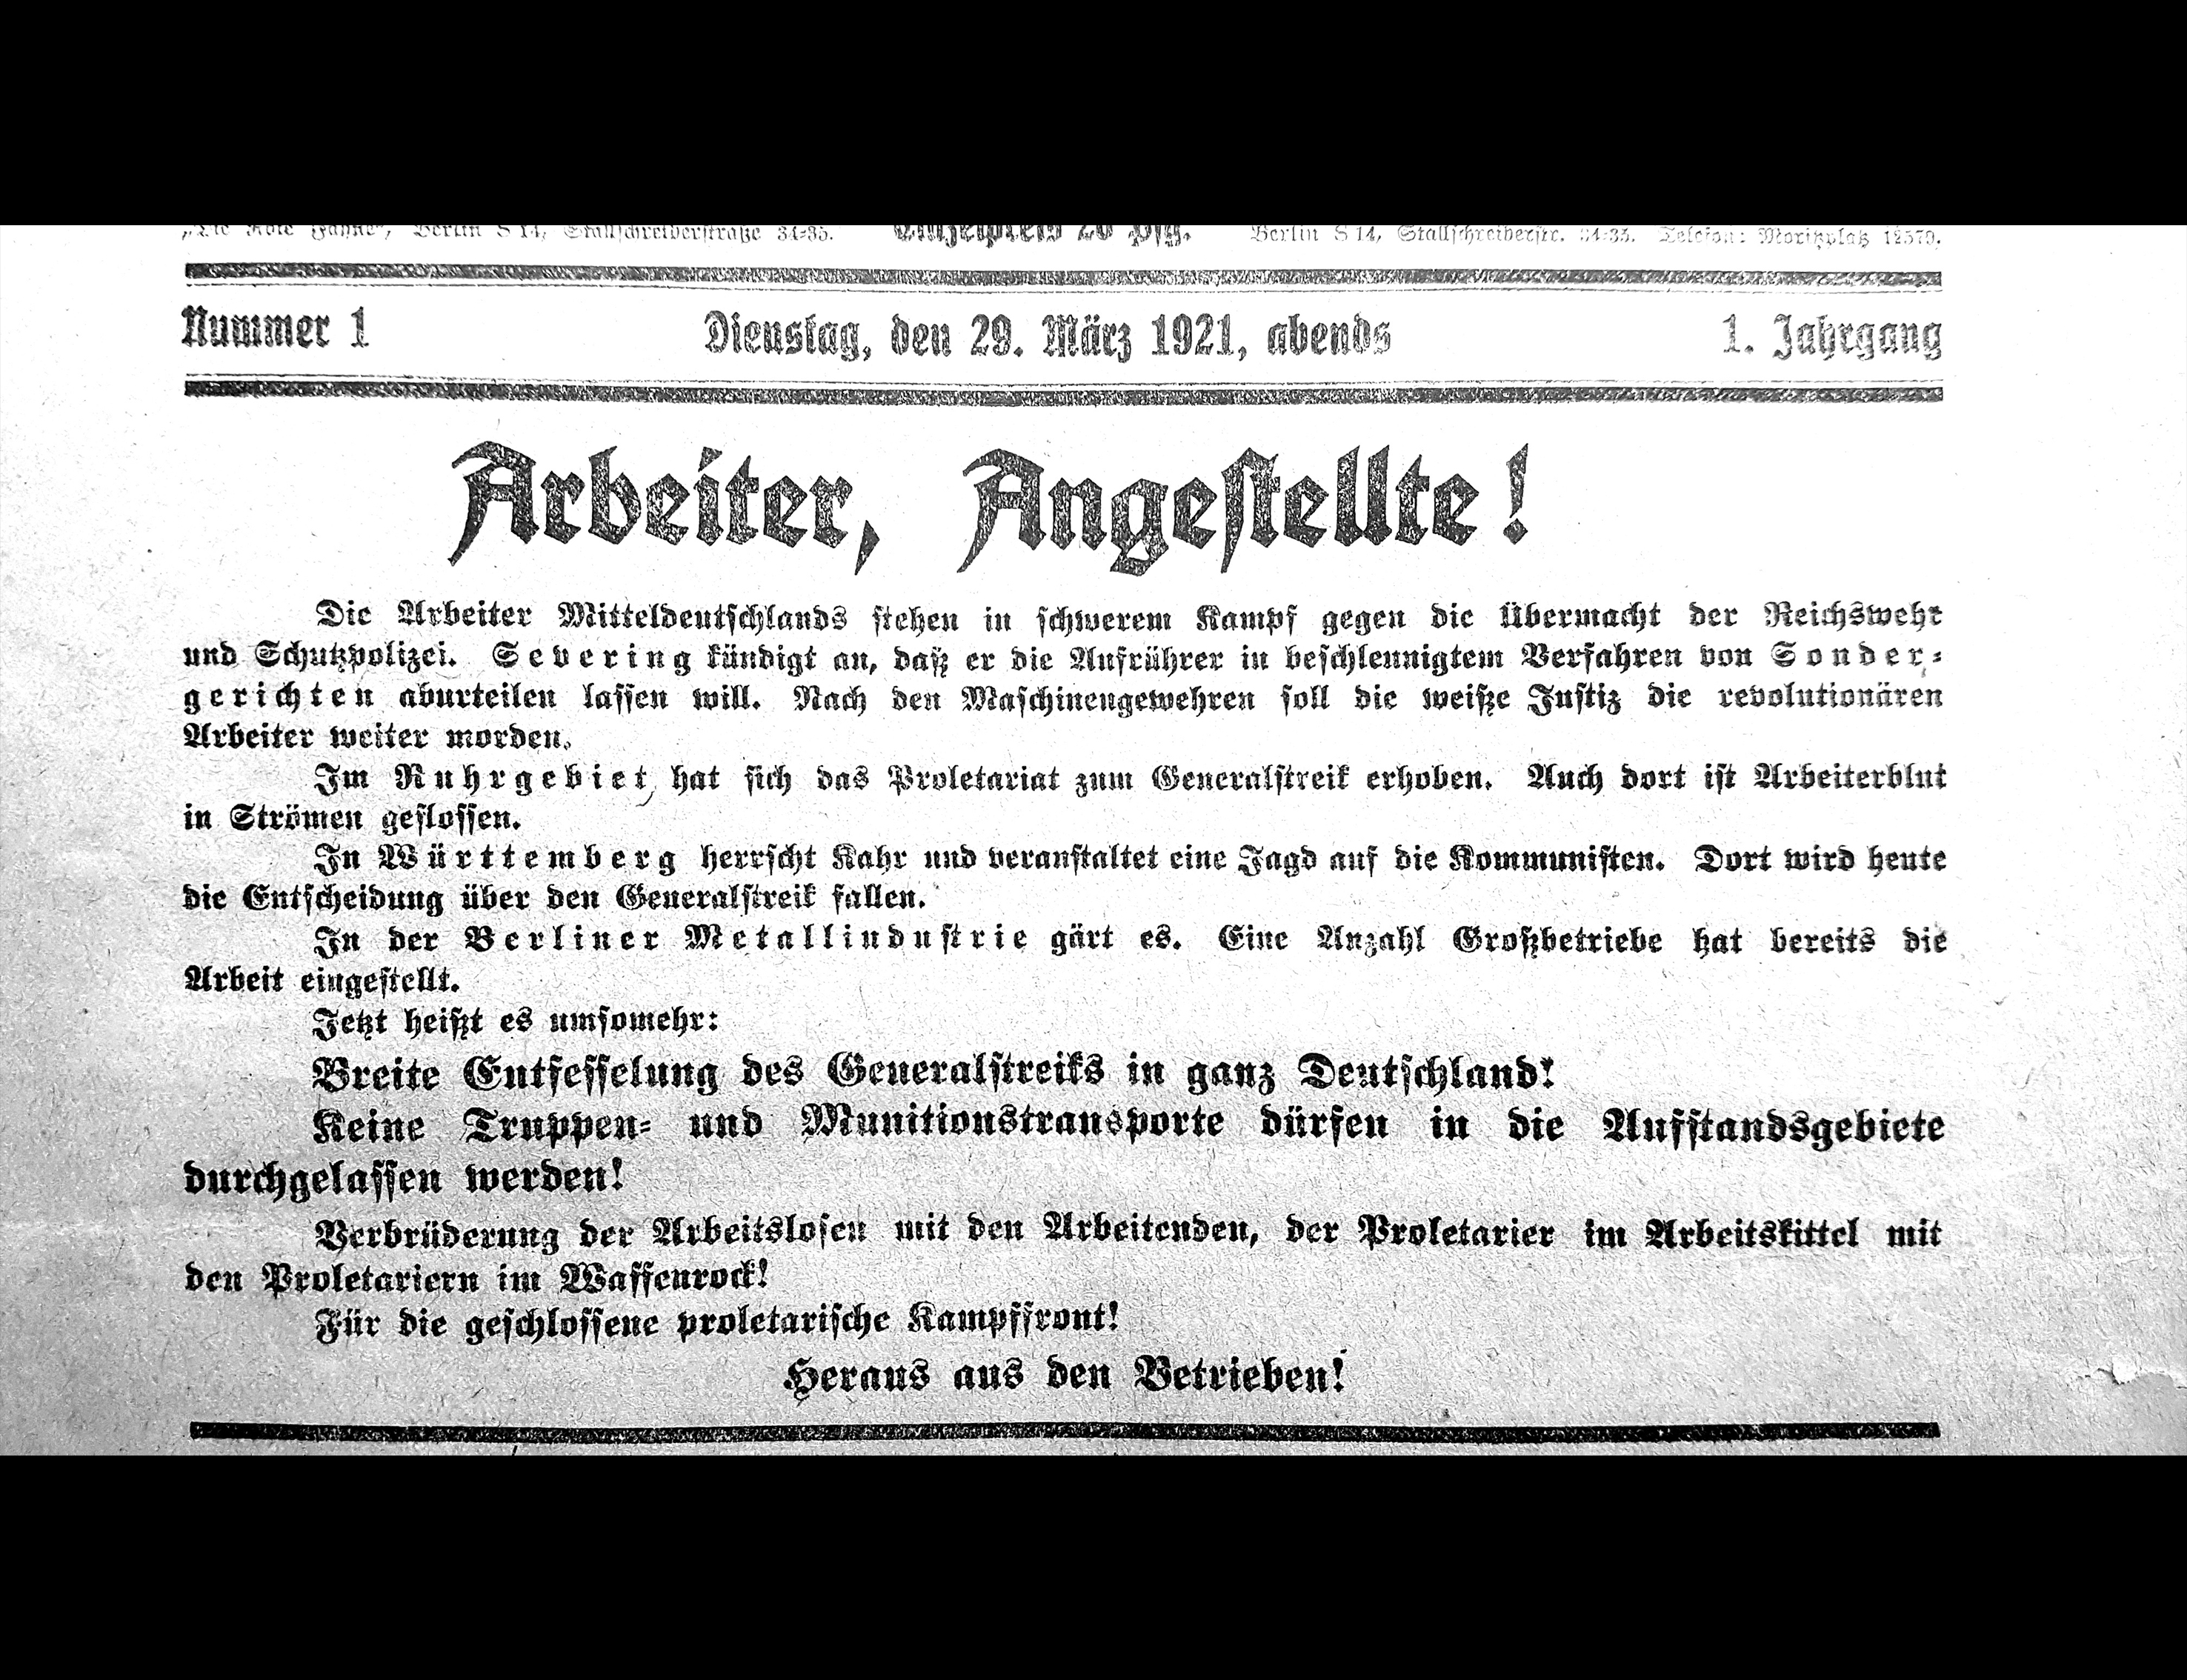 „Die Rote Fahne", Berlin S 14, Stallschreiberstraße 34-35. Einzelpreis 20 Pfg. Berlin S 14, Stallschreiberstr. 34-35. Telefon: Moritzplatz 12370.
Nummer 1 Dienstag, den 29. März 1921, abends 1. Jahrgang
Arbeiter, Angestellte!
Die Arbeiter Mitteldeutschlands stehen in schwerem Kampf gegen die Übermacht der Reichswehr
und Schutzpolizei. Severing kündigt an, daß er die Aufrührer in beschleunigtem Verfahren von Sonder-
gerichten aburteilen lassen will. Nach den Maschinengewehren soll die weiße Justiz die revolutionären
Arbeiter weiter morden.
Im Ruhrgebiet hat sich das Proletariat zum Generalstreik erhoben. Auch dort ist Arbeiterblut
in Strömen geflossen.
In Württemberg herrscht Kahr und veranstaltet eine Jagd auf die Kommunisten. Dort wird heute
die Entscheidung über den Generalstreik fallen.
In der Berliner Metallindustrie gärt es. Eine Anzahl Großbetriebe hat bereits die
Arbeit eingestellt.
Jetzt heißt es umsomehr:
Breite Entfesselung des Generalstreiks in ganz Deutschland!
Keine Truppen- und Munitionstransporte dürfen in die Aufstandsgebiete
durchgelassen werden!
Verbrüderung der Arbeitslosen mit den Arbeitenden, der Proletarier im Arbeitskittel mit
den Proletariern im Waffenrock!
Für die geschlossene proletarische Kampffront!
Heraus aus den Betrieben!